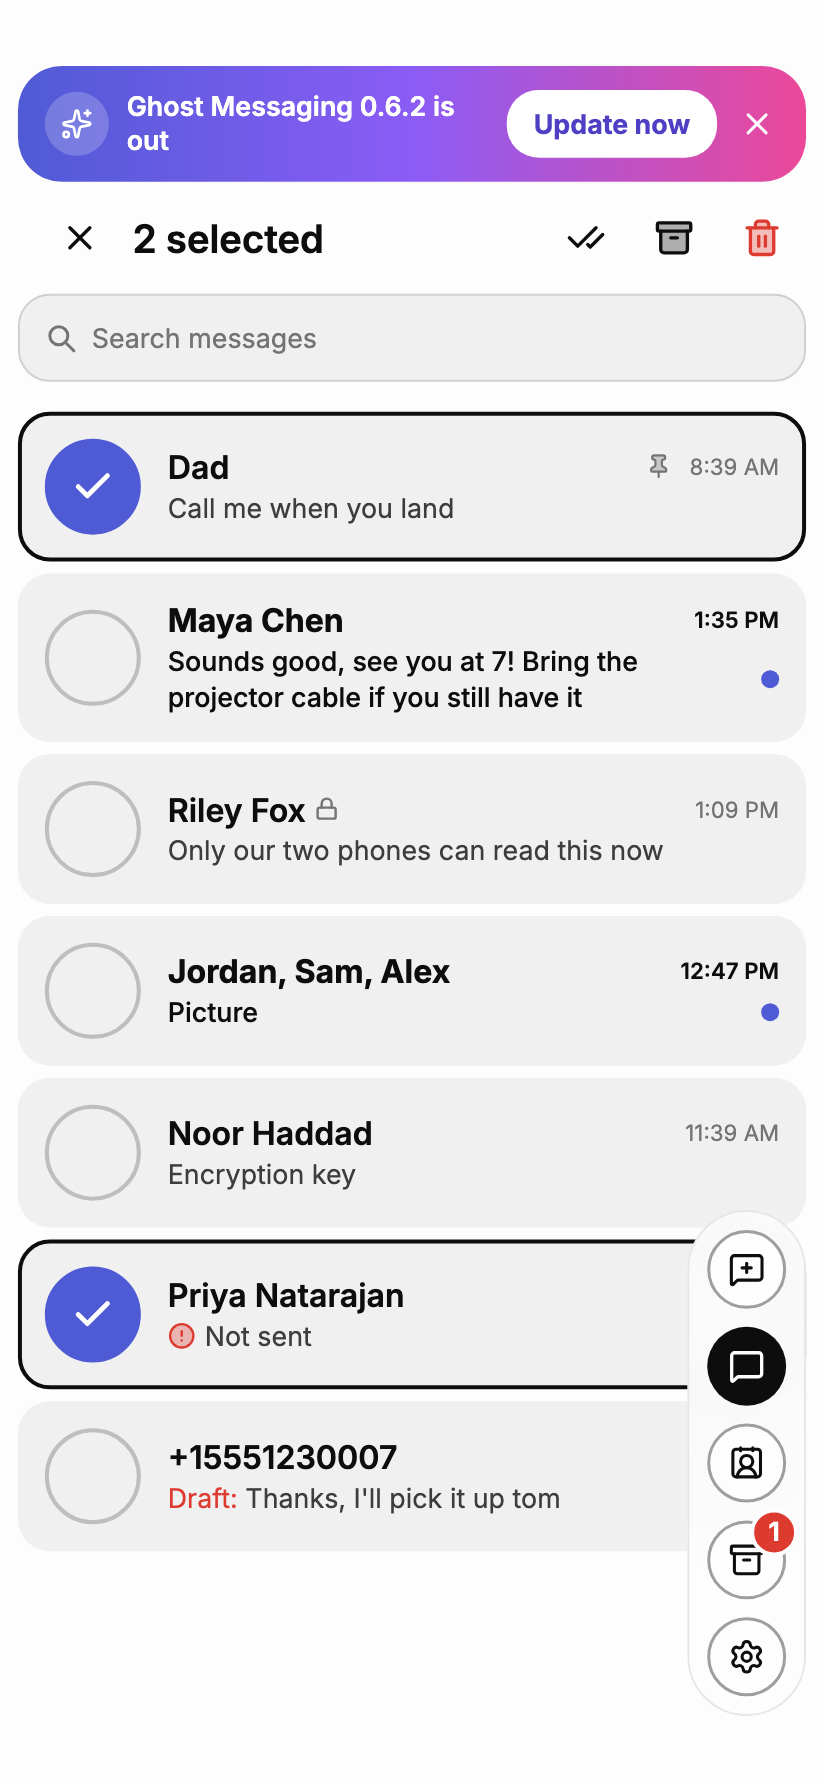 Ghost Messaging 0.6.2 is
out
Update now
2 selected
Search messages
Dad
8:39 AM
Call me when you land
Maya Chen
1:35 PM
Sounds good, see you at 7! Bring the
projector cable if you still have it
Riley Fox
1:09 PM
Only our two phones can read this now
Jordan, Sam, Alex
12:47 PM
Picture
Noor Haddad
11:39 AM
Encryption key
Priya Natarajan
Not sent
+15551230007
Draft: Thanks, I'll pick it up tom
1